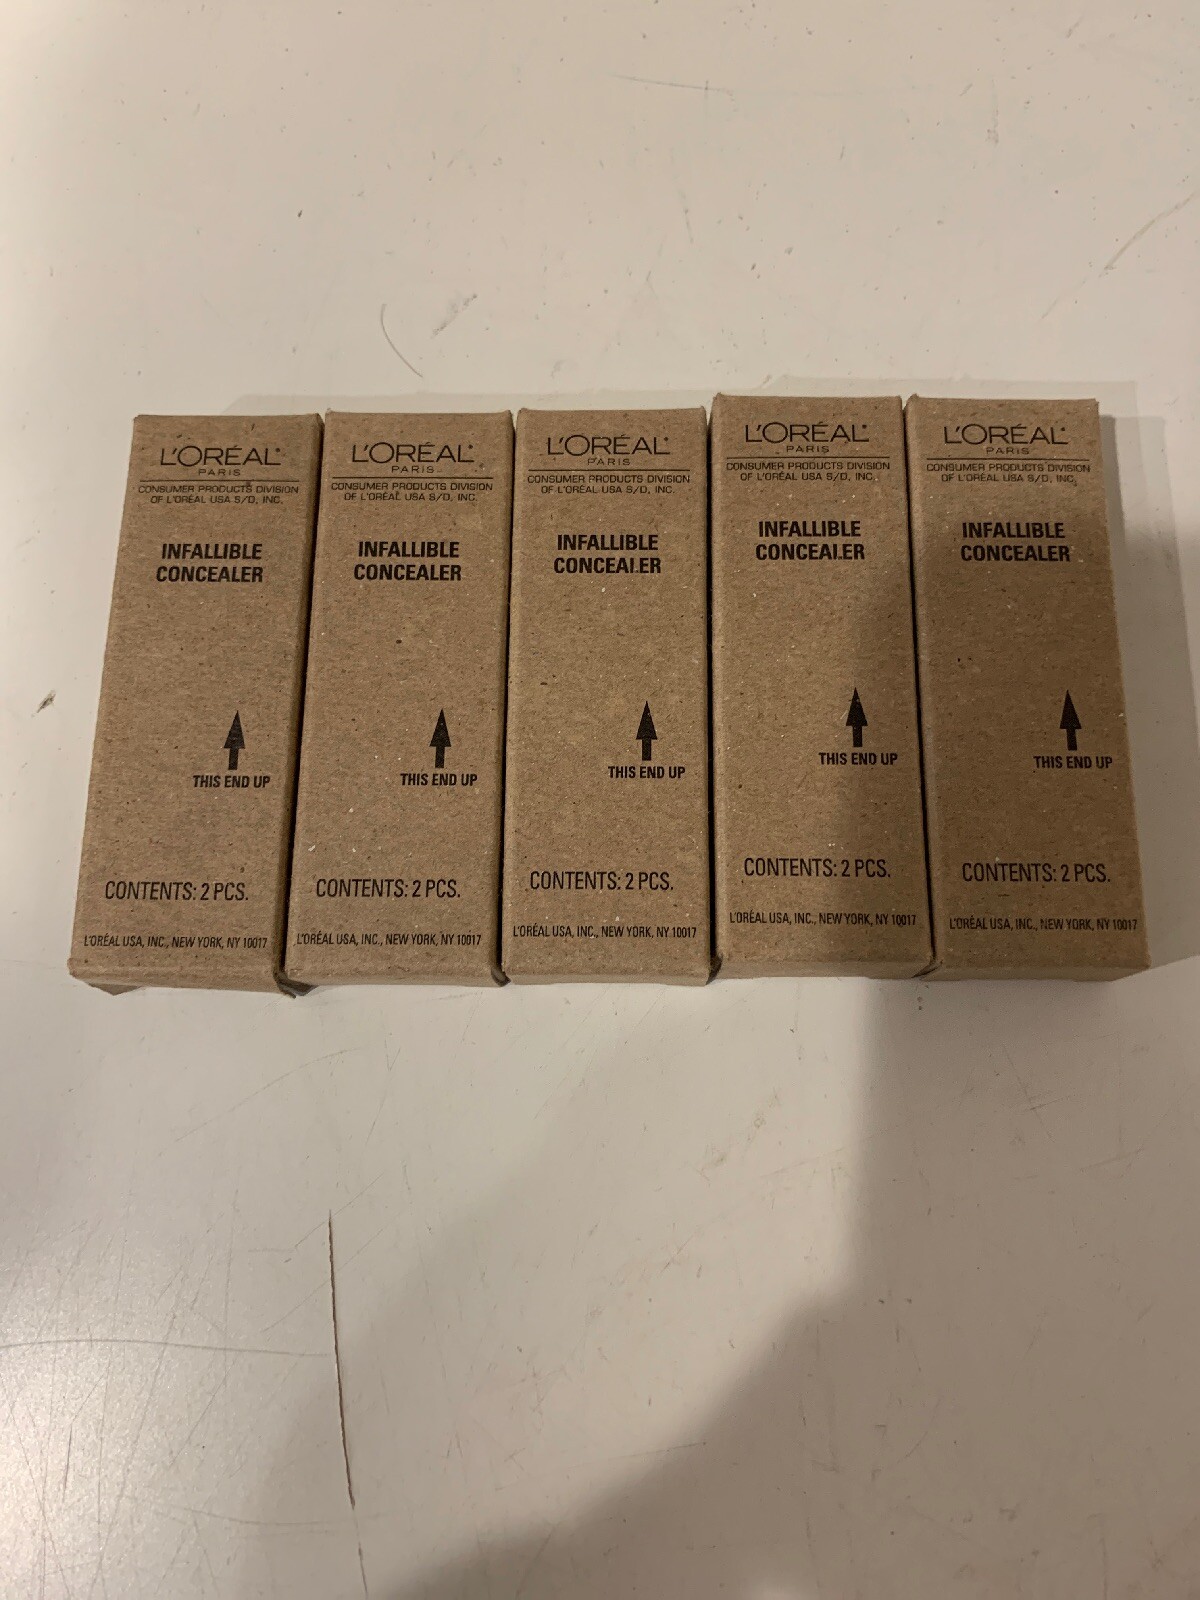 L'ORÉAL
PARIS
CONSUMER PRODUCTS DIVISION
OF L'ORÉAL USA S/D, INC.
INFALLIBLE
CONCEALER
THIS END UP
CONTENTS: 2 PCS.
L'ORÉAL USA, INC., NEW YORK, NY 10017
L'ORÉAL
PARIS
CONSUMER PRODUCTS DIVISION
OF L'ORÉAL USA S/D, INC.
INFALLIBLE
CONCEALER
THIS END UP
CONTENTS: 2 PCS.
L'ORÉAL USA, INC., NEW YORK, NY 10017
L'ORÉAL
PARIS
CONSUMER PRODUCTS DIVISION
OF L'ORÉAL USA S/D, INC.
INFALLIBLE
CONCEALER
THIS END UP
CONTENTS: 2 PCS.
L'ORÉAL USA, INC., NEW YORK, NY 10017
L'ORÉAL
PARIS
CONSUMER PRODUCTS DIVISION
OF L'ORÉAL USA S/D, INC.
INFALLIBLE
CONCEALER
THIS END UP
CONTENTS: 2 PCS.
L'ORÉAL USA, INC., NEW YORK, NY 10017
L'ORÉAL
PARIS
CONSUMER PRODUCTS DIVISION
OF L'ORÉAL USA S/D, INC.
INFALLIBLE
CONCEALER
THIS END UP
CONTENTS: 2 PCS.
L'ORÉAL USA, INC., NEW YORK, NY 10017